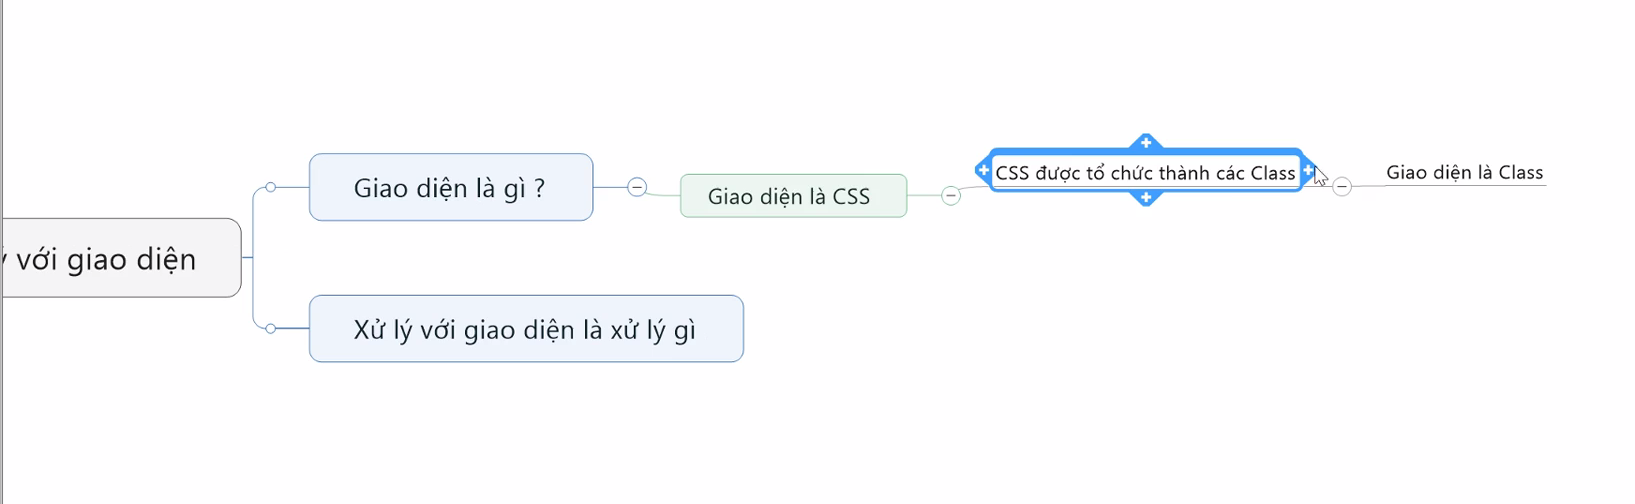 Giao diện là gì ?
Giao diện là CSS
CSS được tổ chức thành các Class
Giao diện là Class
với giao diện
Xử lý với giao diện là xử lý gì